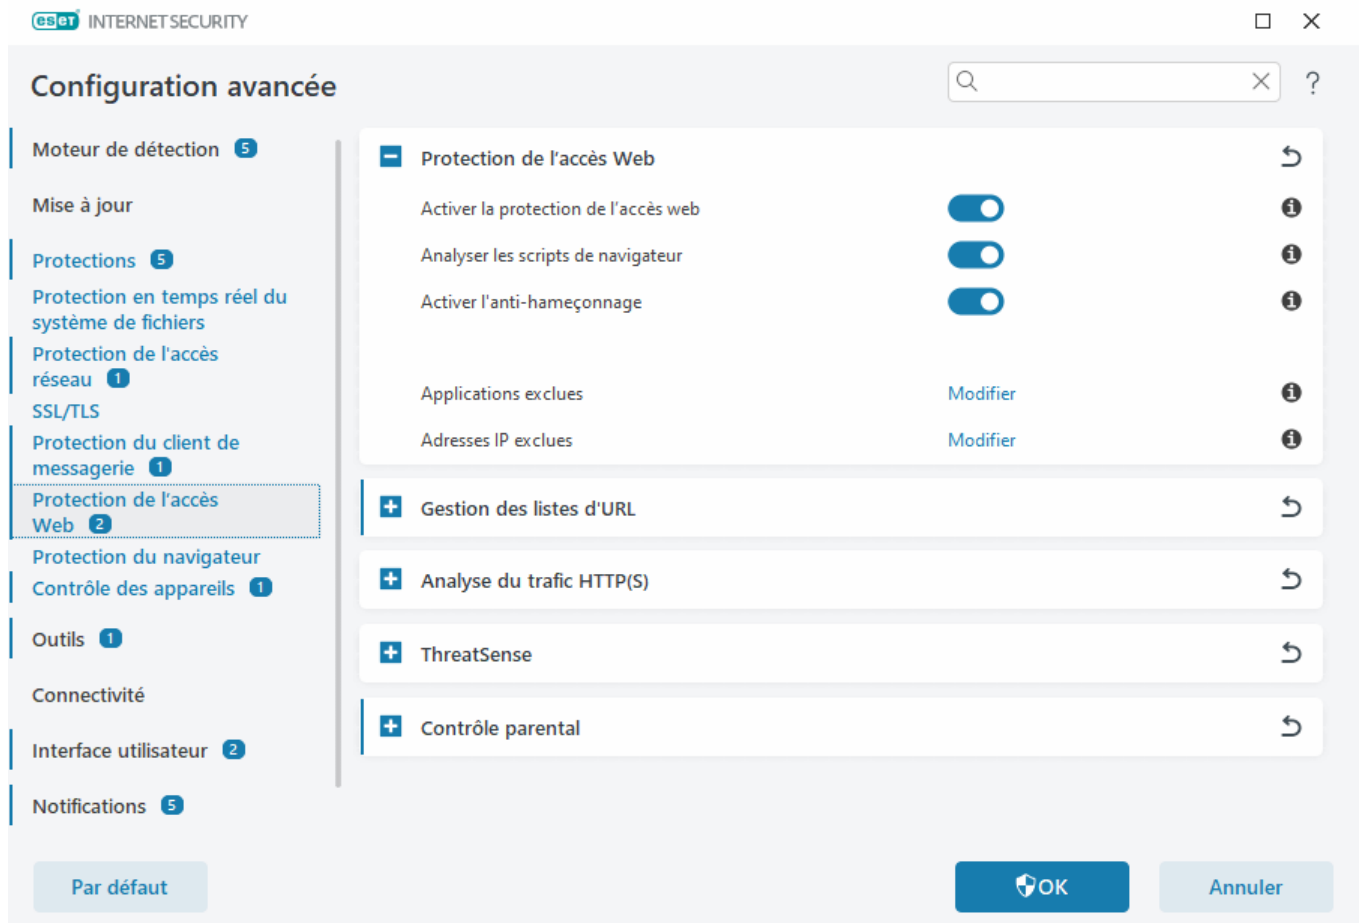 eset INTERNET SECURITY
Configuration avancée
?
Moteur de détection 5
Mise à jour
Protections 5
Protection en temps réel du
système de fichiers
Protection de l'accès
réseau 1
SSL/TLS
Protection du client de
messagerie 1
Protection de l'accès
Web 2
Protection du navigateur
Contrôle des appareils 1
Outils 1
Connectivité
Interface utilisateur 2
Notifications 5
Protection de l'accès Web
Activer la protection de l'accès web
Analyser les scripts de navigateur
Activer l'anti-hameçonnage
Applications exclues Modifier
Adresses IP exclues Modifier
Gestion des listes d'URL
Analyse du trafic HTTP(S)
ThreatSense
Contrôle parental
Par défaut
OK
Annuler